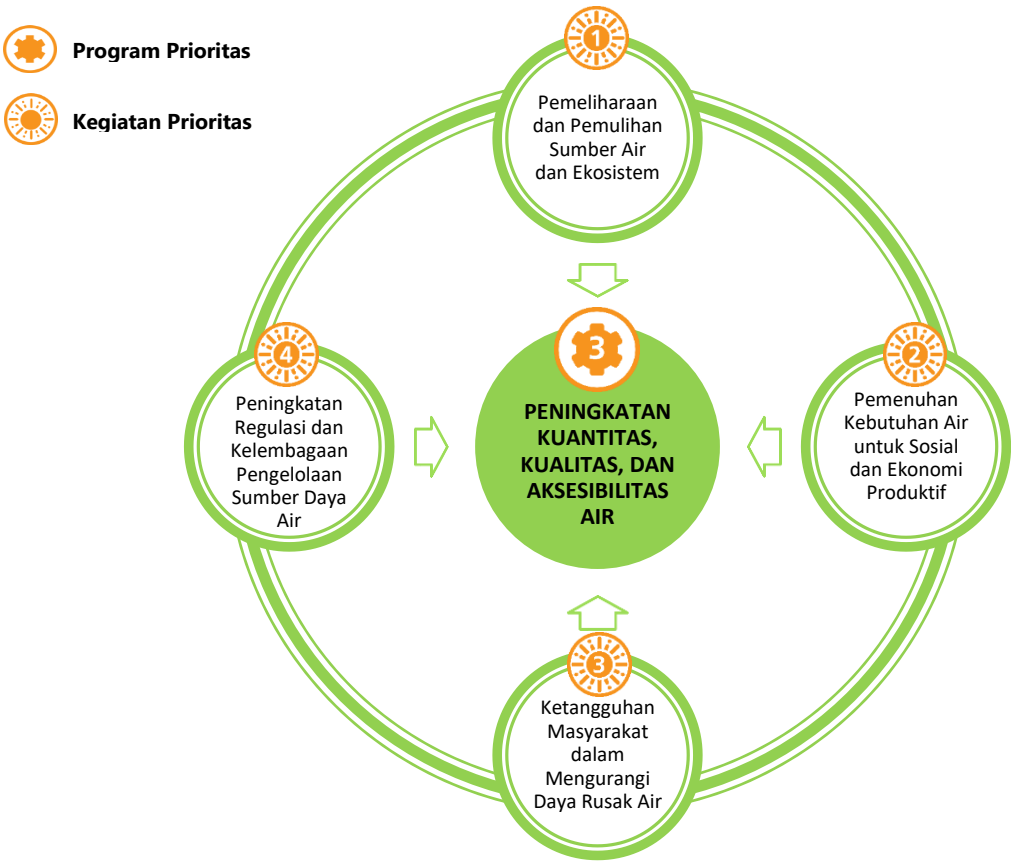 Program Prioritas
Kegiatan Prioritas
1
Pemeliharaan
dan Pemulihan
Sumber Air
dan Ekosistem
3
PENINGKATAN
KUANTITAS,
KUALITAS, DAN
AKSESIBILITAS
AIR
4
Peningkatan
Regulasi dan
Kelembagaan
Pengelolaan
Sumber Daya
Air
2
Pemenuhan
Kebutuhan Air
untuk Sosial
dan Ekonomi
Produktif
3
Ketangguhan
Masyarakat
dalam
Mengurangi
Daya Rusak Air